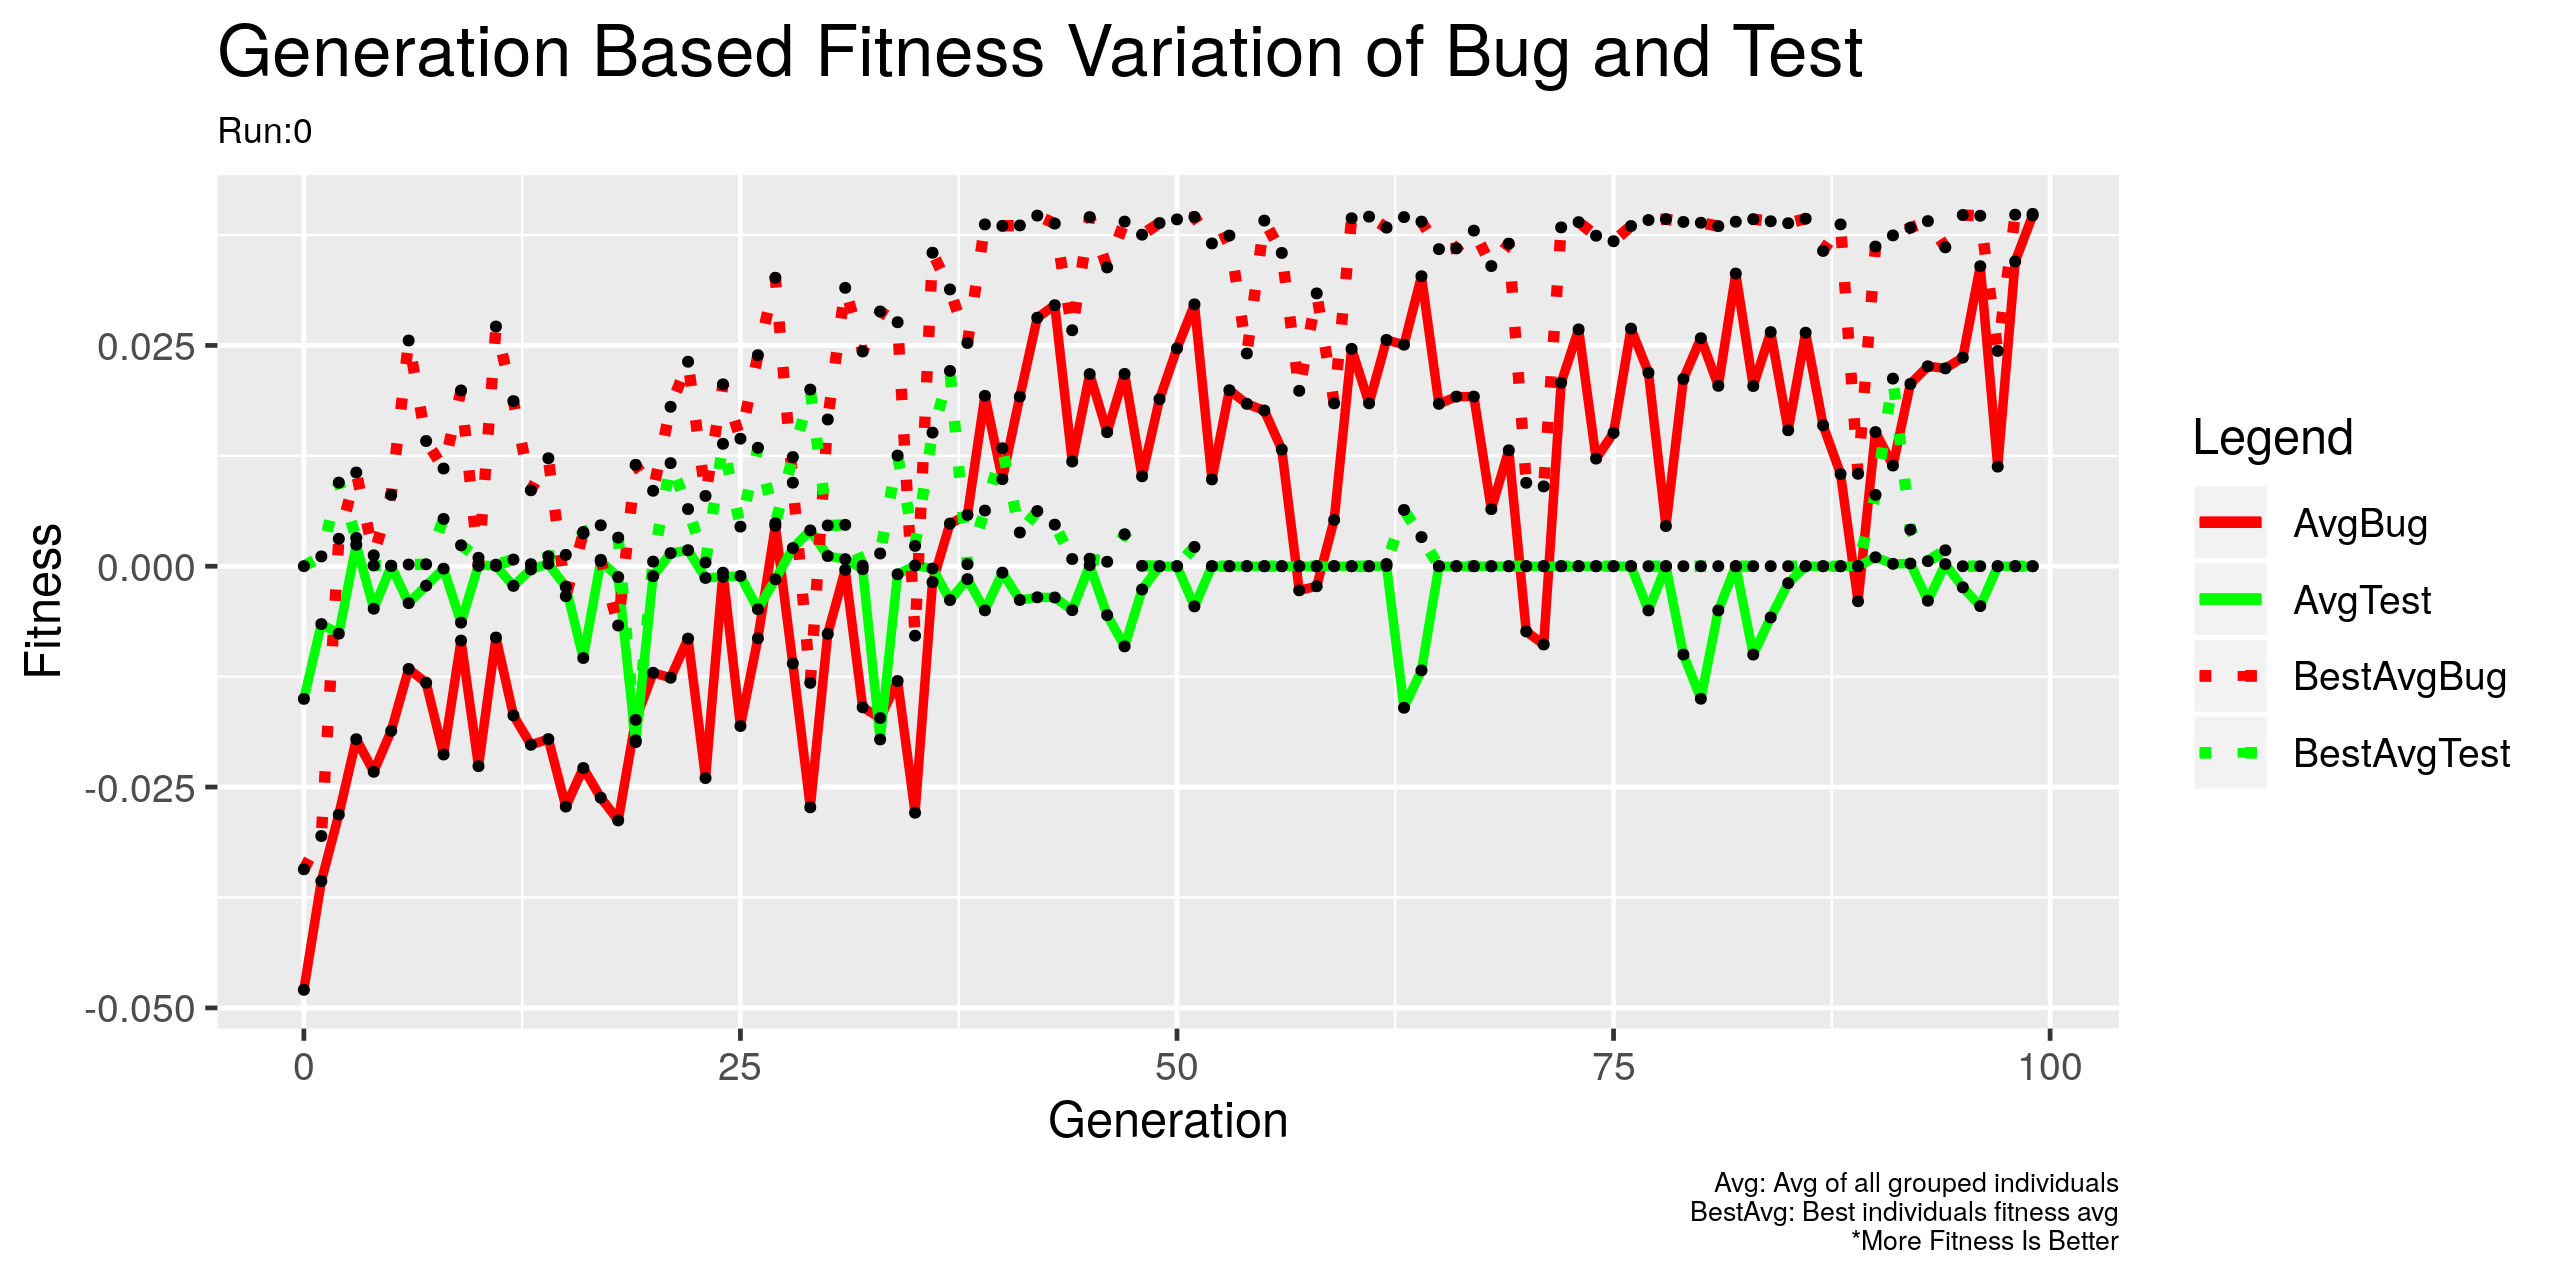 Generation Based Fitness Variation of Bug and Test
Run:0
Fitness
0.025
0.000
-0.025
-0.050
0
25
50
75
100
Generation
Legend
AvgBug
AvgTest
BestAvgBug
BestAvgTest
Avg: Avg of all grouped individuals
BestAvg: Best individuals fitness avg
*More Fitness Is Better